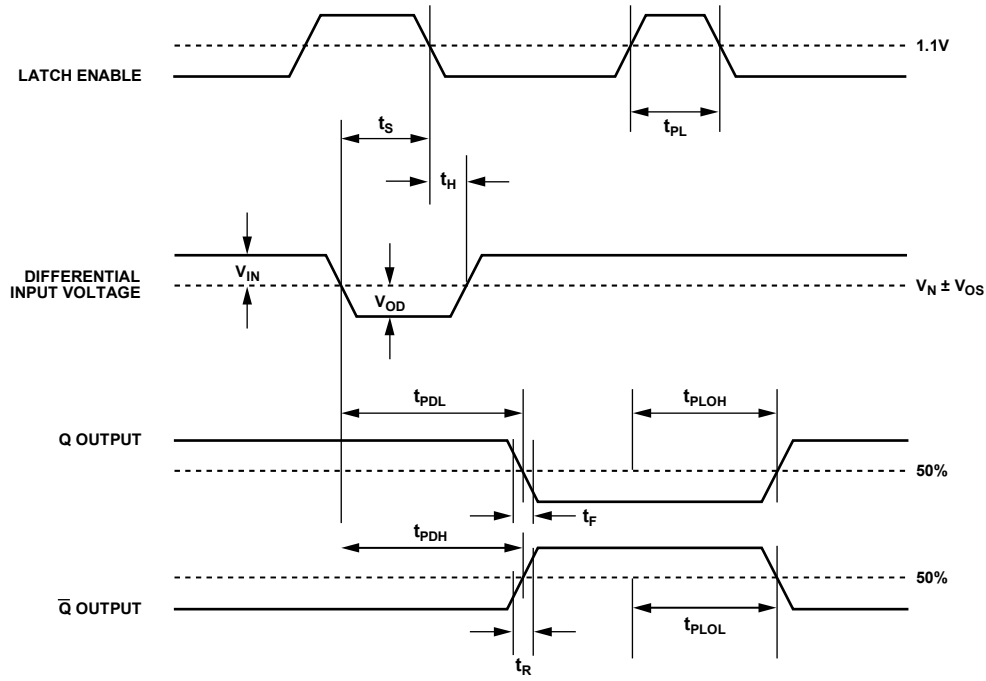 1.1V
LATCH ENABLE
tS
tPL
tH
VIN
DIFFERENTIAL
INPUT VOLTAGE
VOD
VN ± VOS
tPDL
tPLOH
Q OUTPUT
50%
tF
tPDH
50%
Q̅ OUTPUT
tPLOL
tR